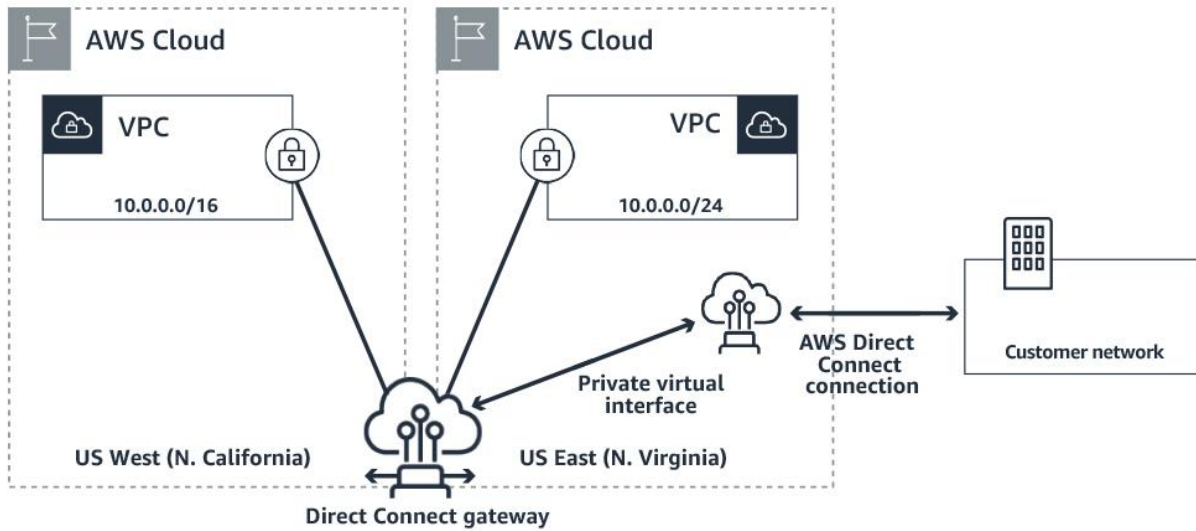 AWS Cloud
AWS Cloud
VPC
VPC
10.0.0.0/16
10.0.0.0/24
AWS Direct
Connect
connection
Customer network
Private virtual
interface
US West (N. California)
US East (N. Virginia)
Direct Connect gateway